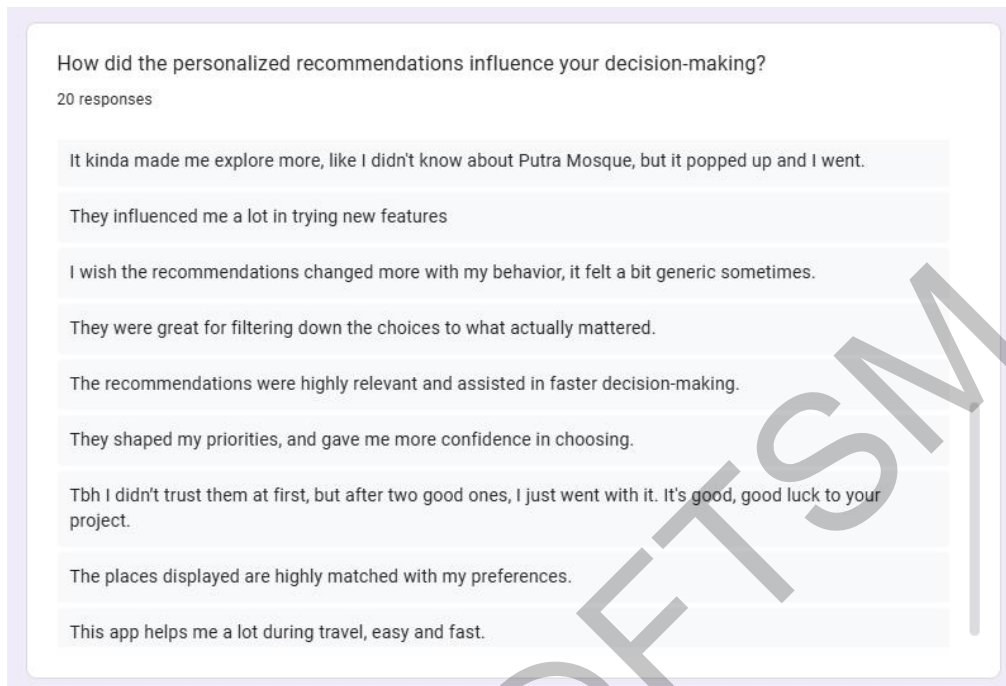 How did the personalized recommendations influence your decision-making?
20 responses
It kinda made me explore more, like I didn't know about Putra Mosque, but it popped up and I went.
They influenced me a lot in trying new features
I wish the recommendations changed more with my behavior, it felt a bit generic sometimes.
They were great for filtering down the choices to what actually mattered.
The recommendations were highly relevant and assisted in faster decision-making.
They shaped my priorities, and gave me more confidence in choosing.
Tbh I didn't trust them at first, but after two good ones, I just went with it. It's good, good luck to your
project.
The places displayed are highly matched with my preferences.
This app helps me a lot during travel, easy and fast.
FTSM